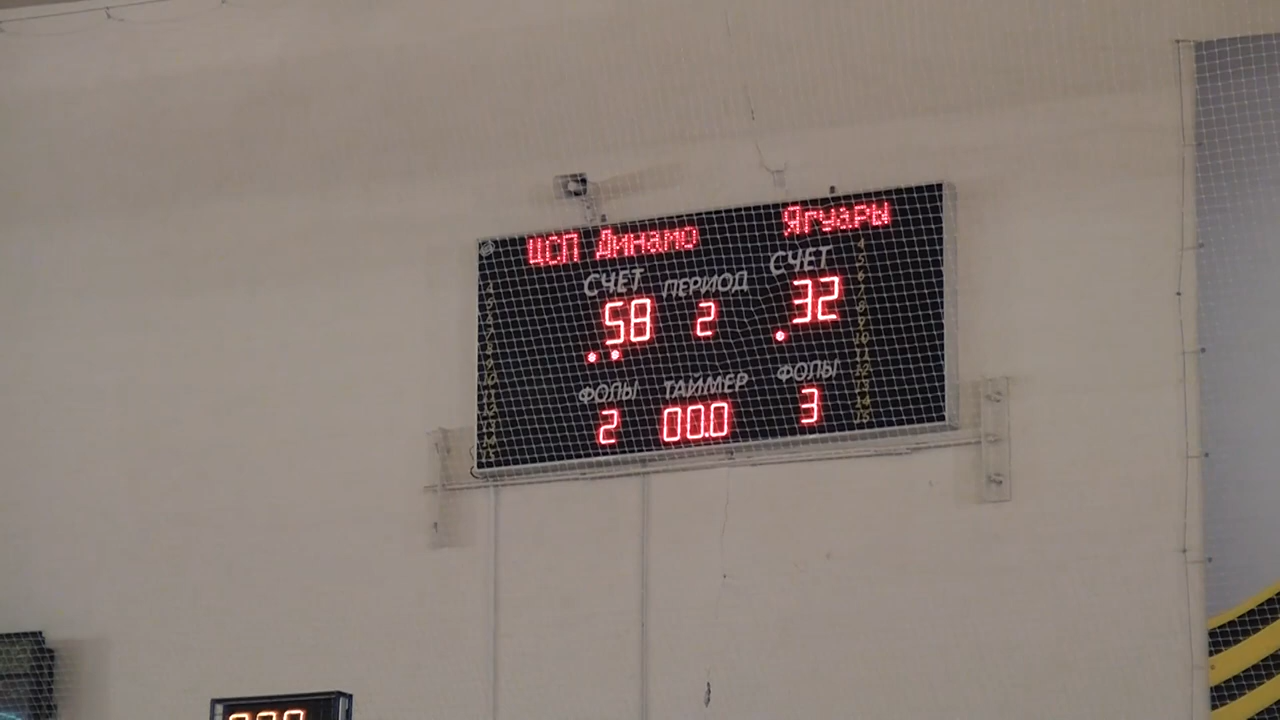 ЦСП Динамо Ягуары
СЧЕТ ПЕРИОД СЧЕТ
58 2 32
ФОЛЫ ТАЙМЕР ФОЛЫ
2 00.0 3